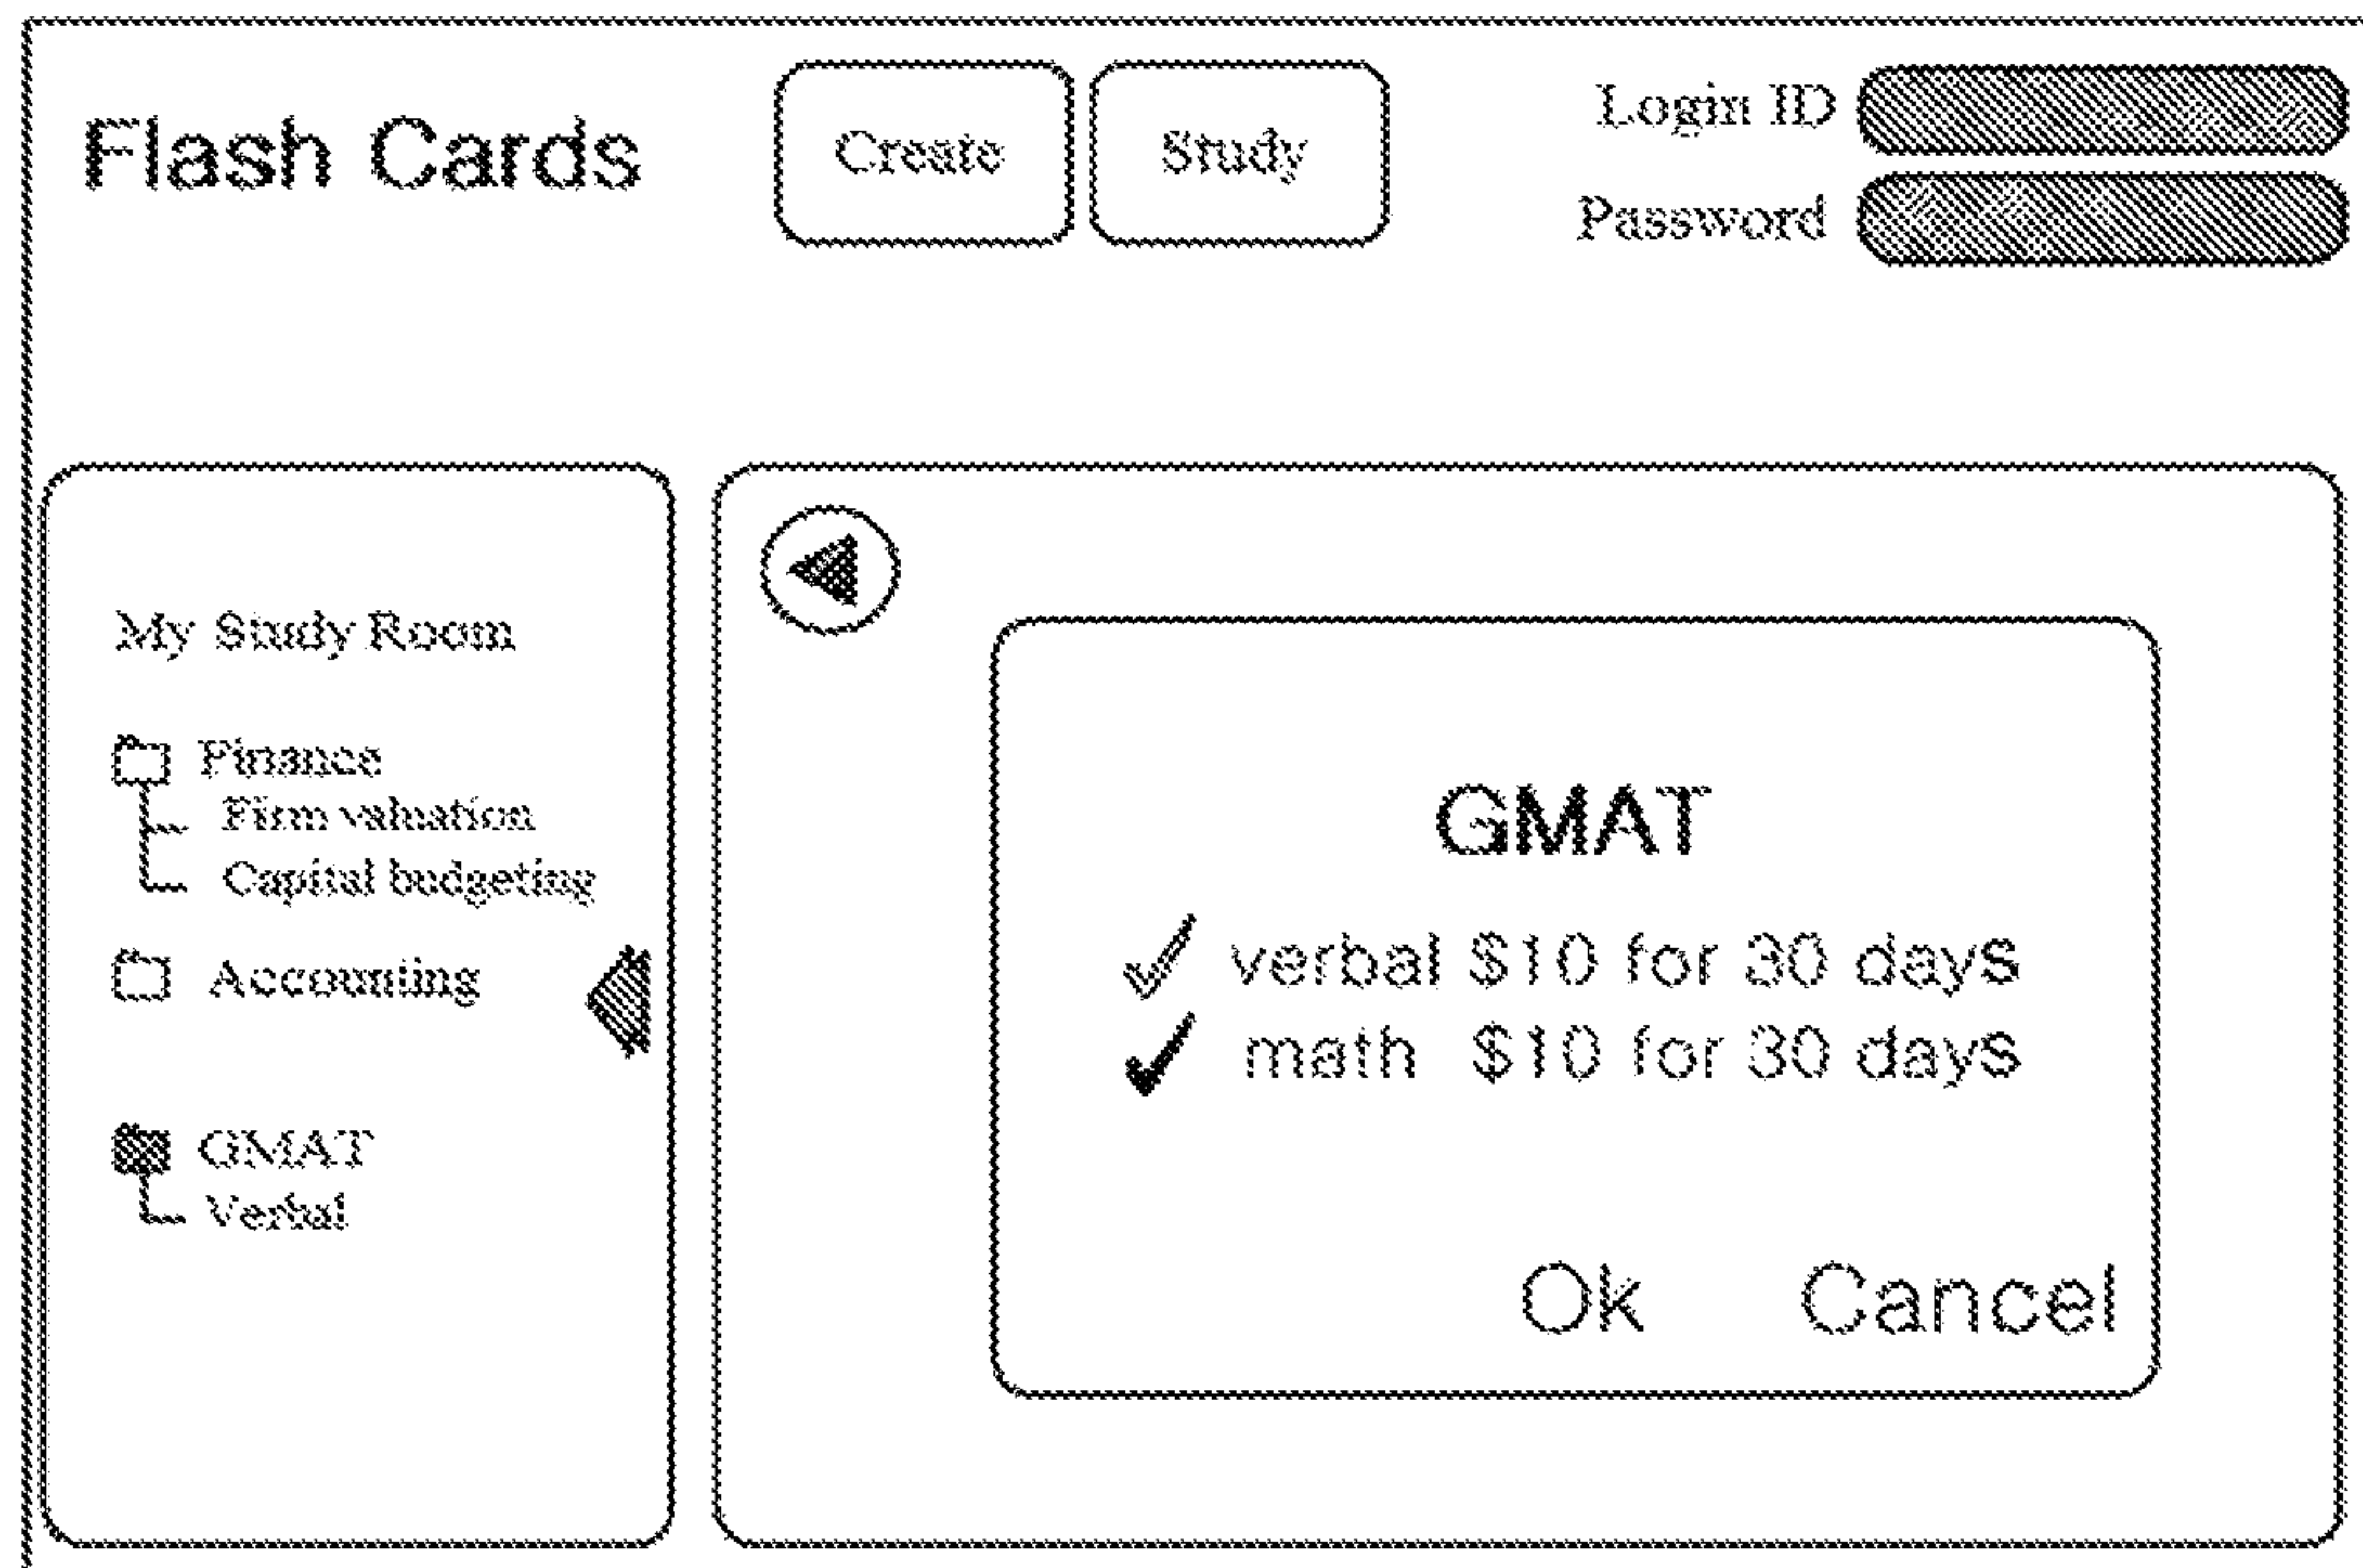 Flash Cards
Create
Study
Login ID
Password
My Study Room
Finance
Firm valuation
Capital budgeting
Accounting
GMAT
Verbal
GMAT
verbal $10 for 30 days
math $10 for 30 days
Ok Cancel